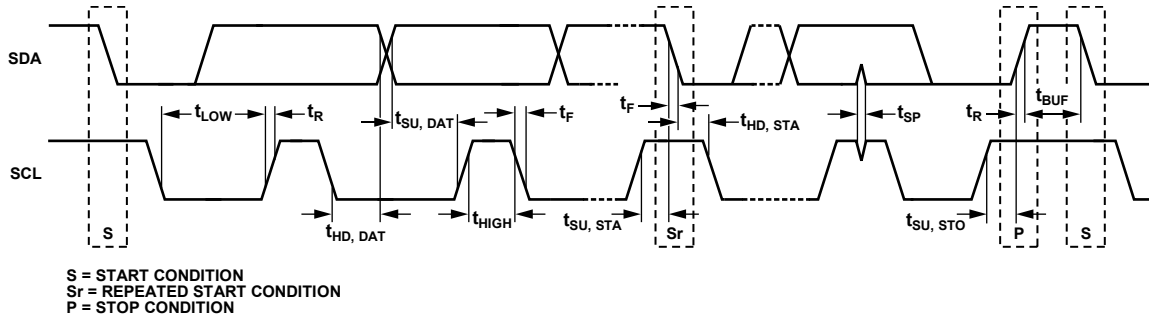 SDA
tLOW
tR
tSU, DAT
tF
tF
tHD, STA
tSP
tR
tBUF
SCL
S
tHD, DAT
tHIGH
tSU, STA
Sr
tSU, STO
P
S
S = START CONDITION
Sr = REPEATED START CONDITION
P = STOP CONDITION